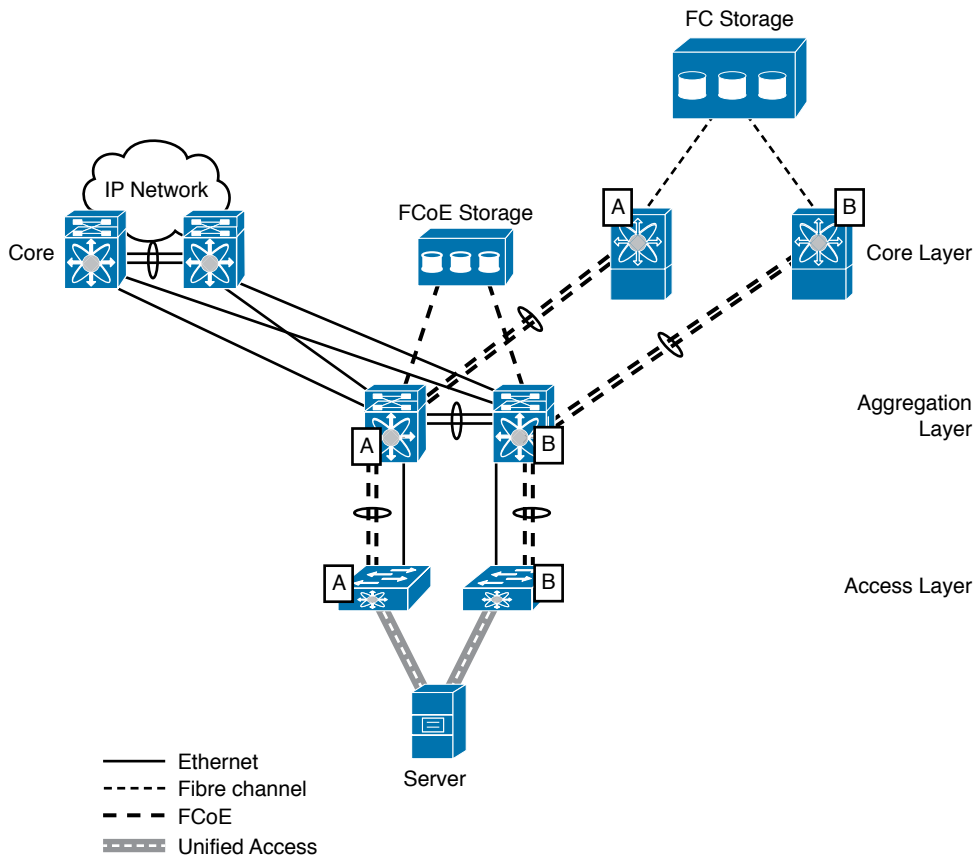 FC Storage
IP Network
FCoE Storage
A
B
Core
Core Layer
Aggregation
Layer
A
B
A
B
Access Layer
Server
Ethernet
Fibre channel
FCoE
Unified Access